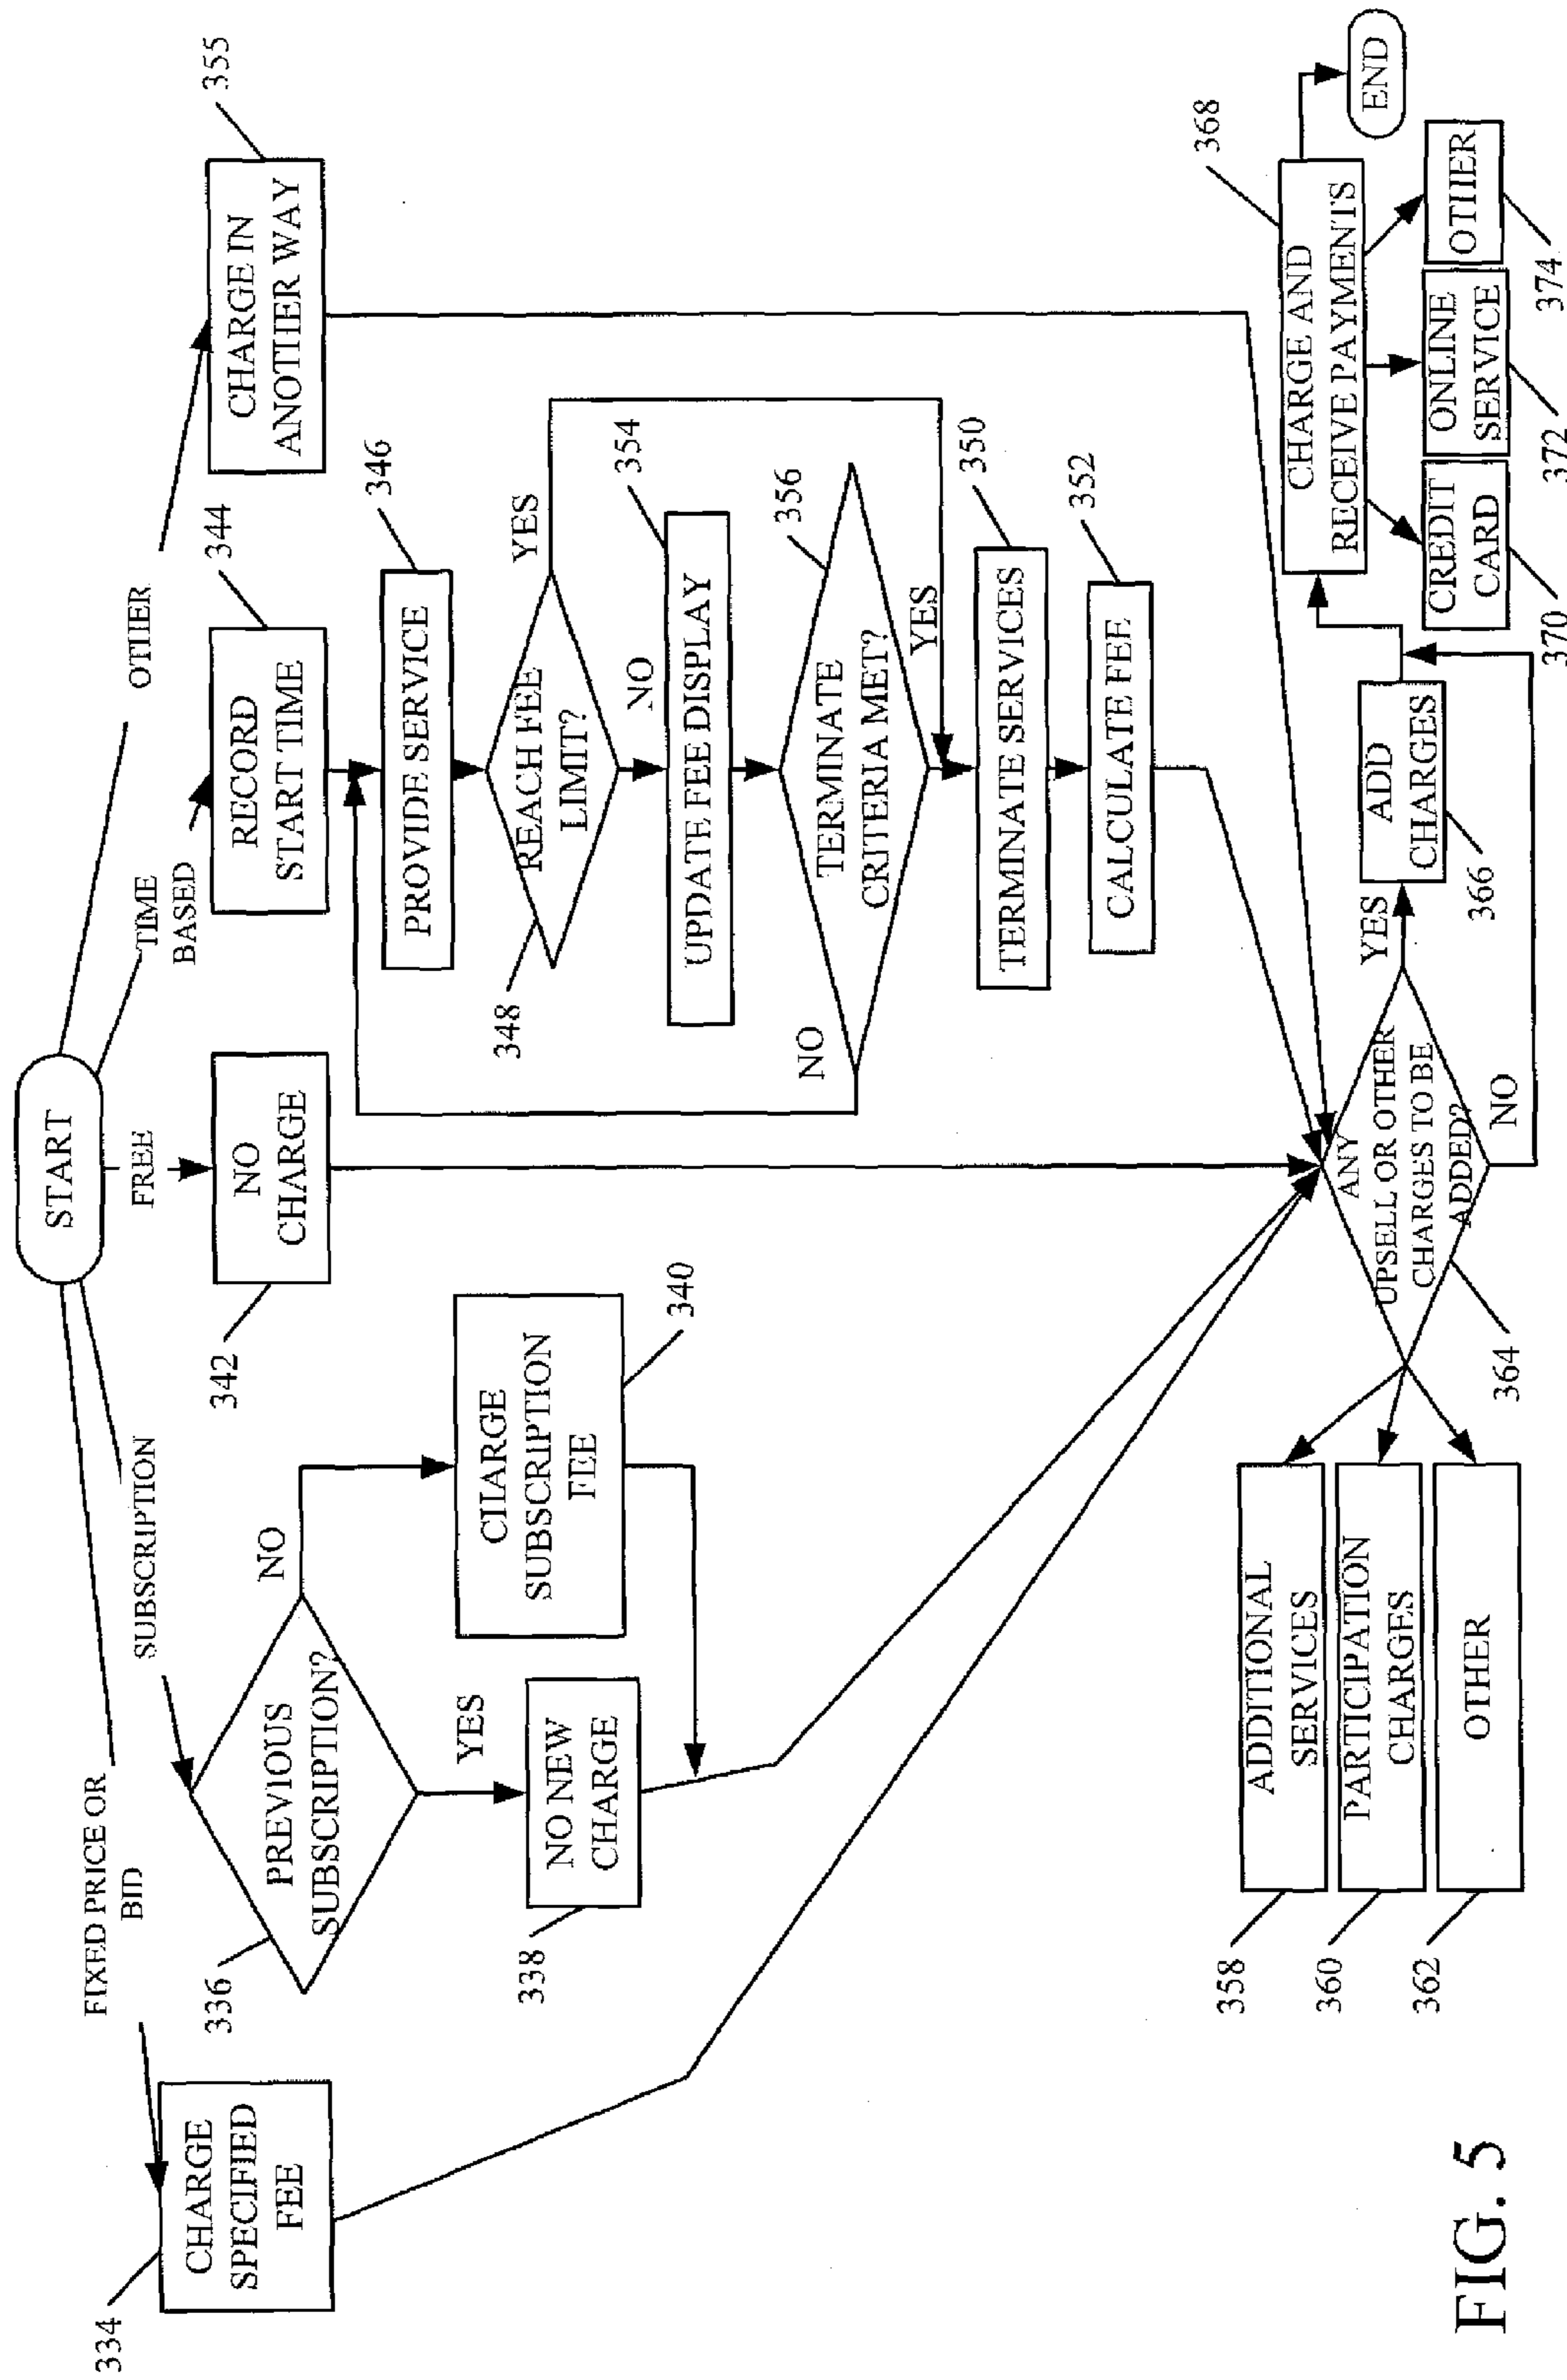 START
FIXED PRICE OR
BID
SUBSCRIPTION
FREE
TIME
BASED
OTHER
334
CHARGE
SPECIFIED
FEE
336
PREVIOUS
SUBSCRIPTION?
NO
YES
338
NO NEW
CHARGE
CHARGE
SUBSCRIPTION
FEE
340
342
NO
CHARGE
344
RECORD
START TIME
346
PROVIDE SERVICE
348
REACH FEE
LIMIT?
YES
NO
354
UPDATE FEE DISPLAY
356
TERMINATE
CRITERIA MET?
NO
YES
350
TERMINATE SERVICES
352
CALCULATE FEE
355
CHARGE IN
ANOTHER WAY
358
ADDITIONAL
SERVICES
360
PARTICIPATION
CHARGES
362
OTHER
364
ANY
UPSELL OR OTHER
CHARGES TO BE
ADDED?
YES
NO
ADD
CHARGES
366
368
CHARGE AND
RECEIVE PAYMENTS
END
CREDIT
CARD
370
ONLINE
SERVICE
372
OTHER
374
FIG. 5